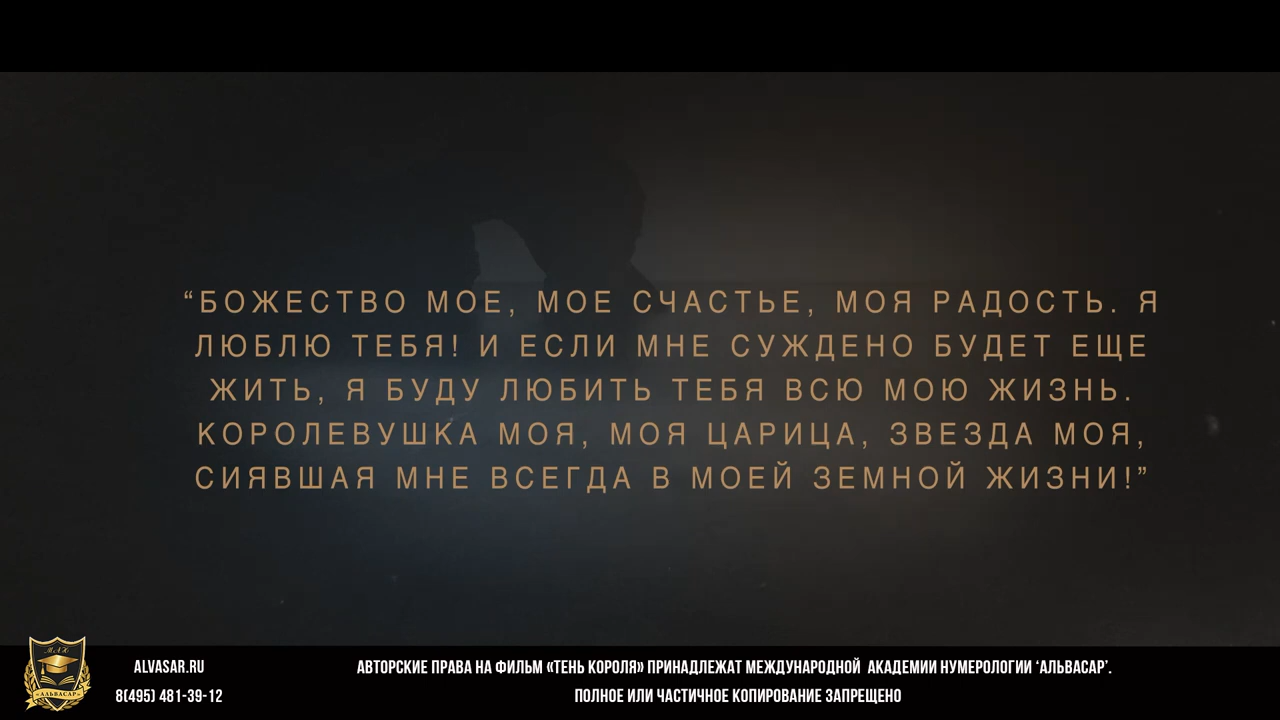 “БОЖЕСТВО МОЕ, МОЕ СЧАСТЬЕ, МОЯ РАДОСТЬ. Я
ЛЮБЛЮ ТЕБЯ! И ЕСЛИ МНЕ СУЖДЕНО БУДЕТ ЕЩЕ
ЖИТЬ, Я БУДУ ЛЮБИТЬ ТЕБЯ ВСЮ МОЮ ЖИЗНЬ.
КОРОЛЕВУШКА МОЯ, МОЯ ЦАРИЦА, ЗВЕЗДА МОЯ,
СИЯВШАЯ МНЕ ВСЕГДА В МОЕЙ ЗЕМНОЙ ЖИЗНИ!”
МАН
АЛЬВАСАР
ALVASAR.RU
8(495) 481-39-12
АВТОРСКИЕ ПРАВА НА ФИЛЬМ «ТЕНЬ КОРОЛЯ» ПРИНАДЛЕЖАТ МЕЖДУНАРОДНОЙ АКАДЕМИИ НУМЕРОЛОГИИ ‘АЛЬВАСАР’.
ПОЛНОЕ ИЛИ ЧАСТИЧНОЕ КОПИРОВАНИЕ ЗАПРЕЩЕНО